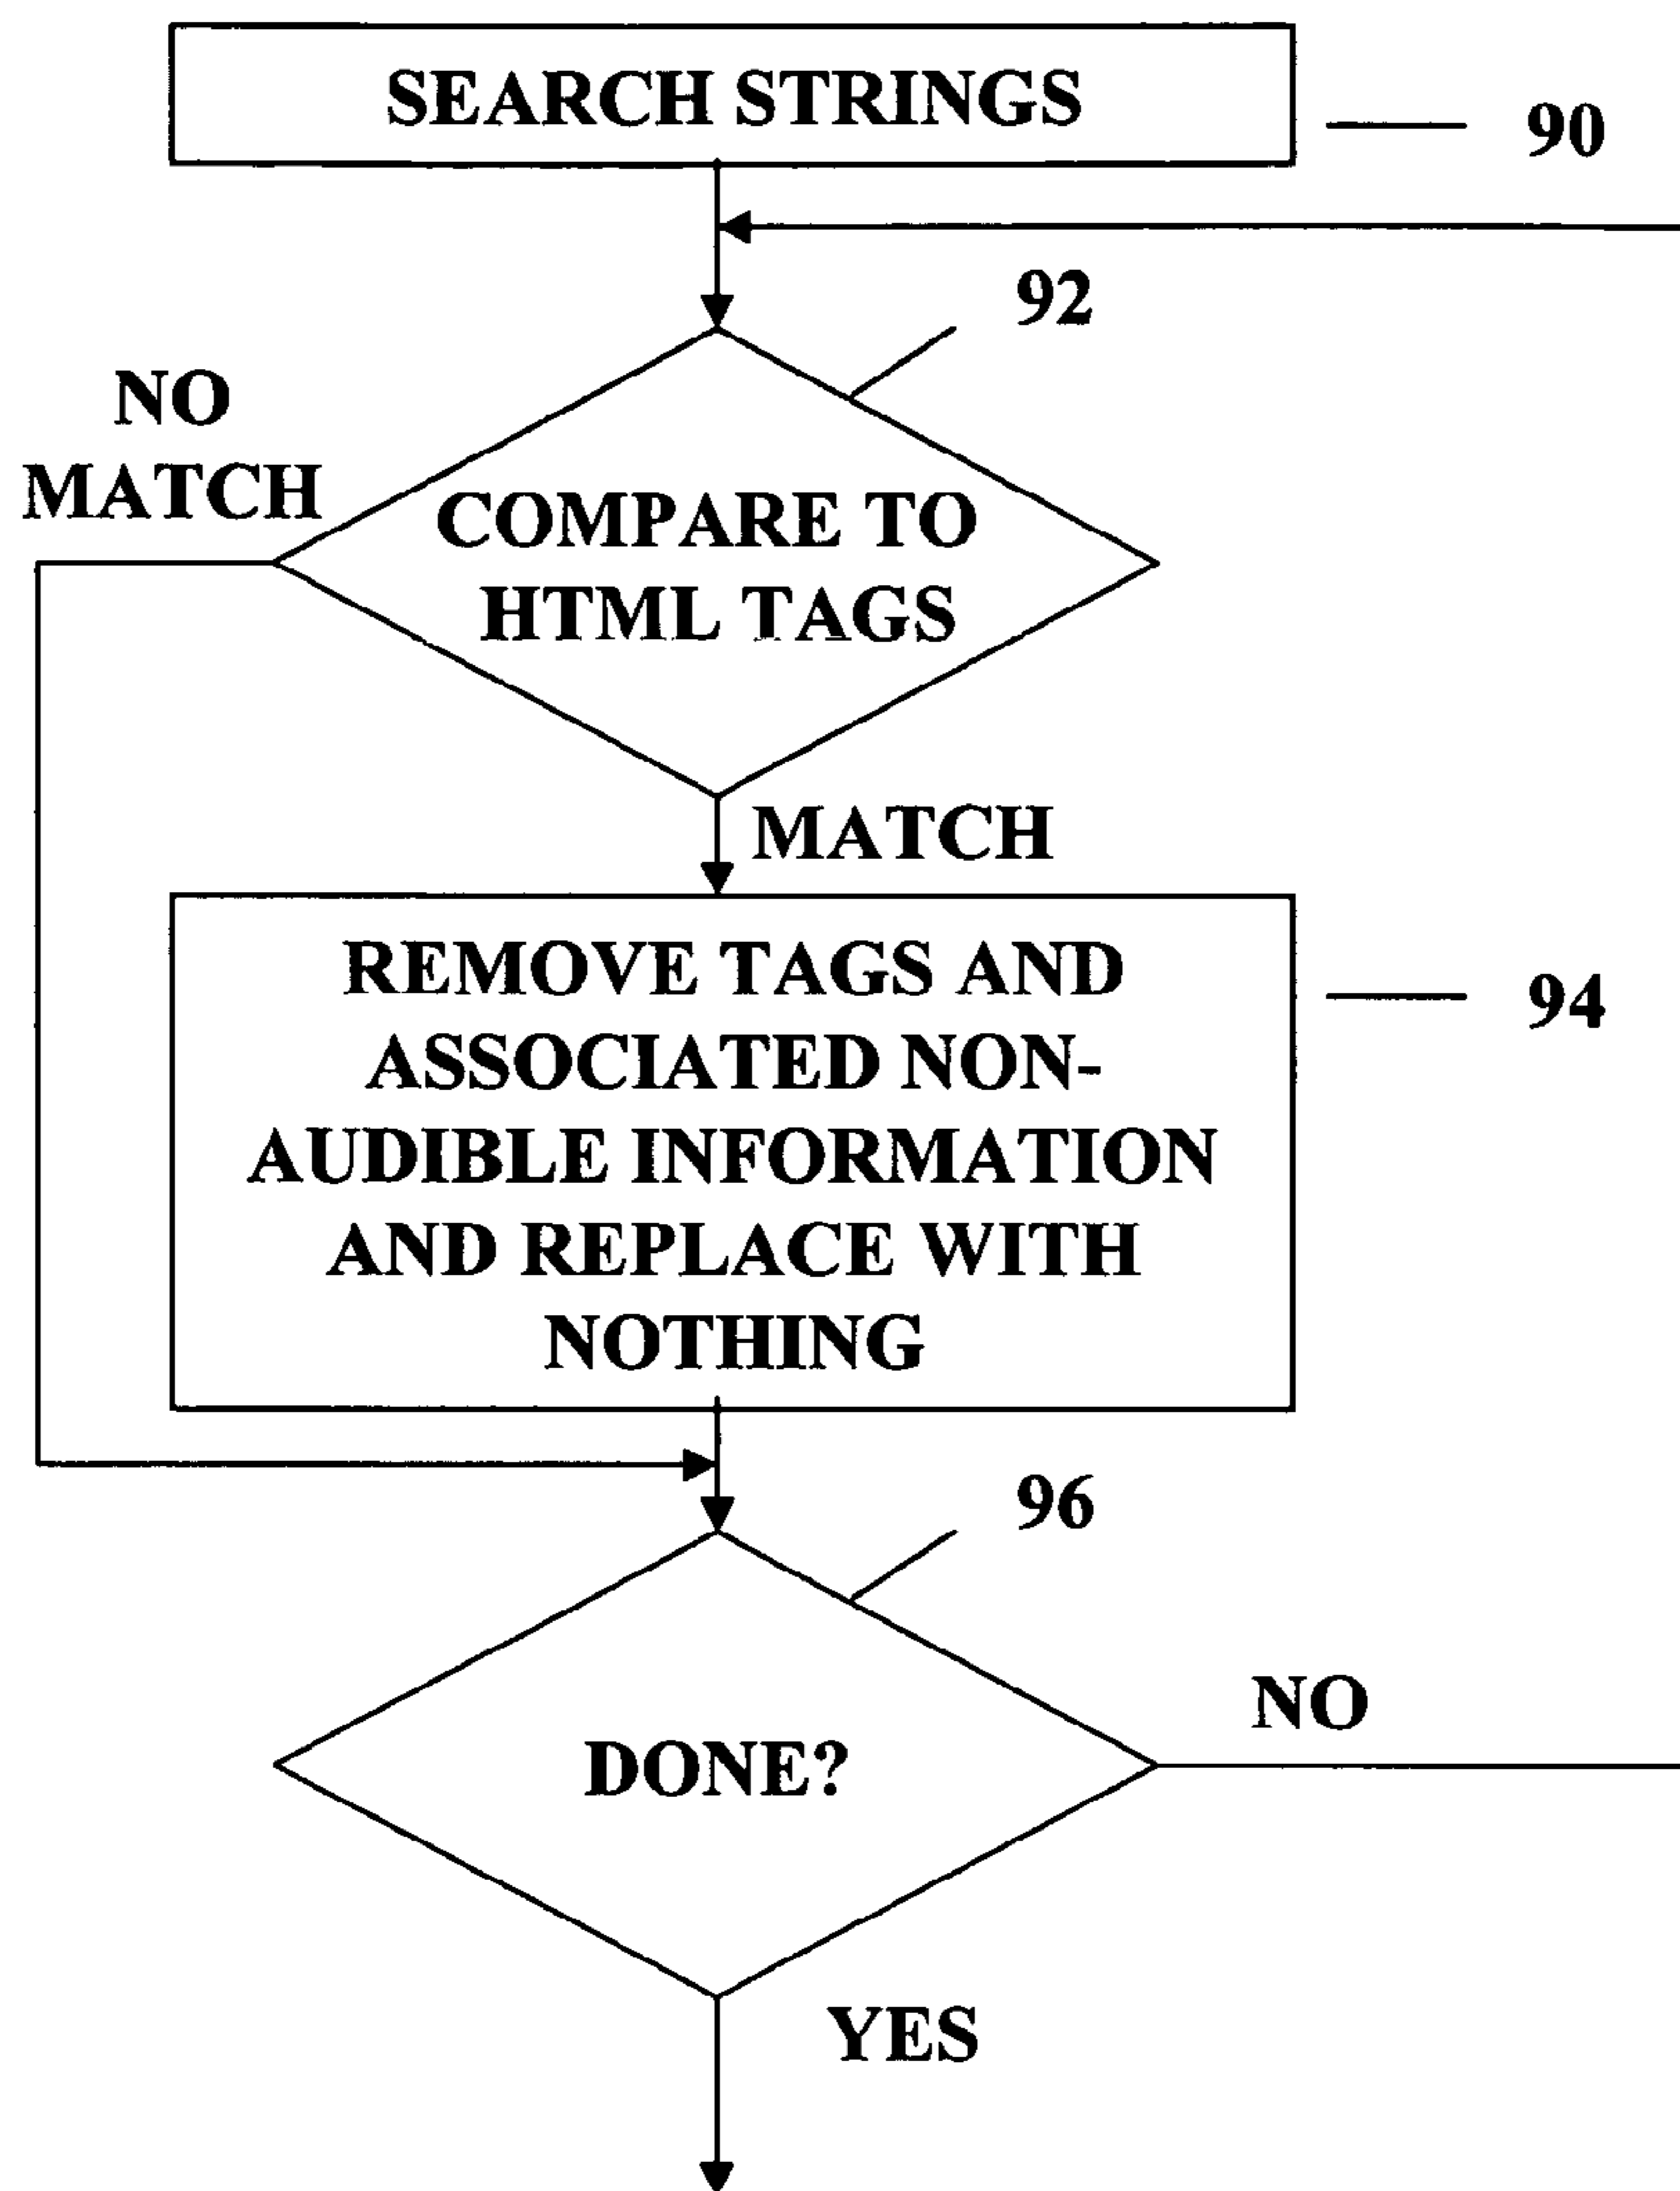 SEARCH STRINGS
90
92
NO
MATCH
COMPARE TO
HTML TAGS
MATCH
REMOVE TAGS AND
ASSOCIATED NON-
AUDIBLE INFORMATION
AND REPLACE WITH
NOTHING
94
96
NO
DONE?
YES